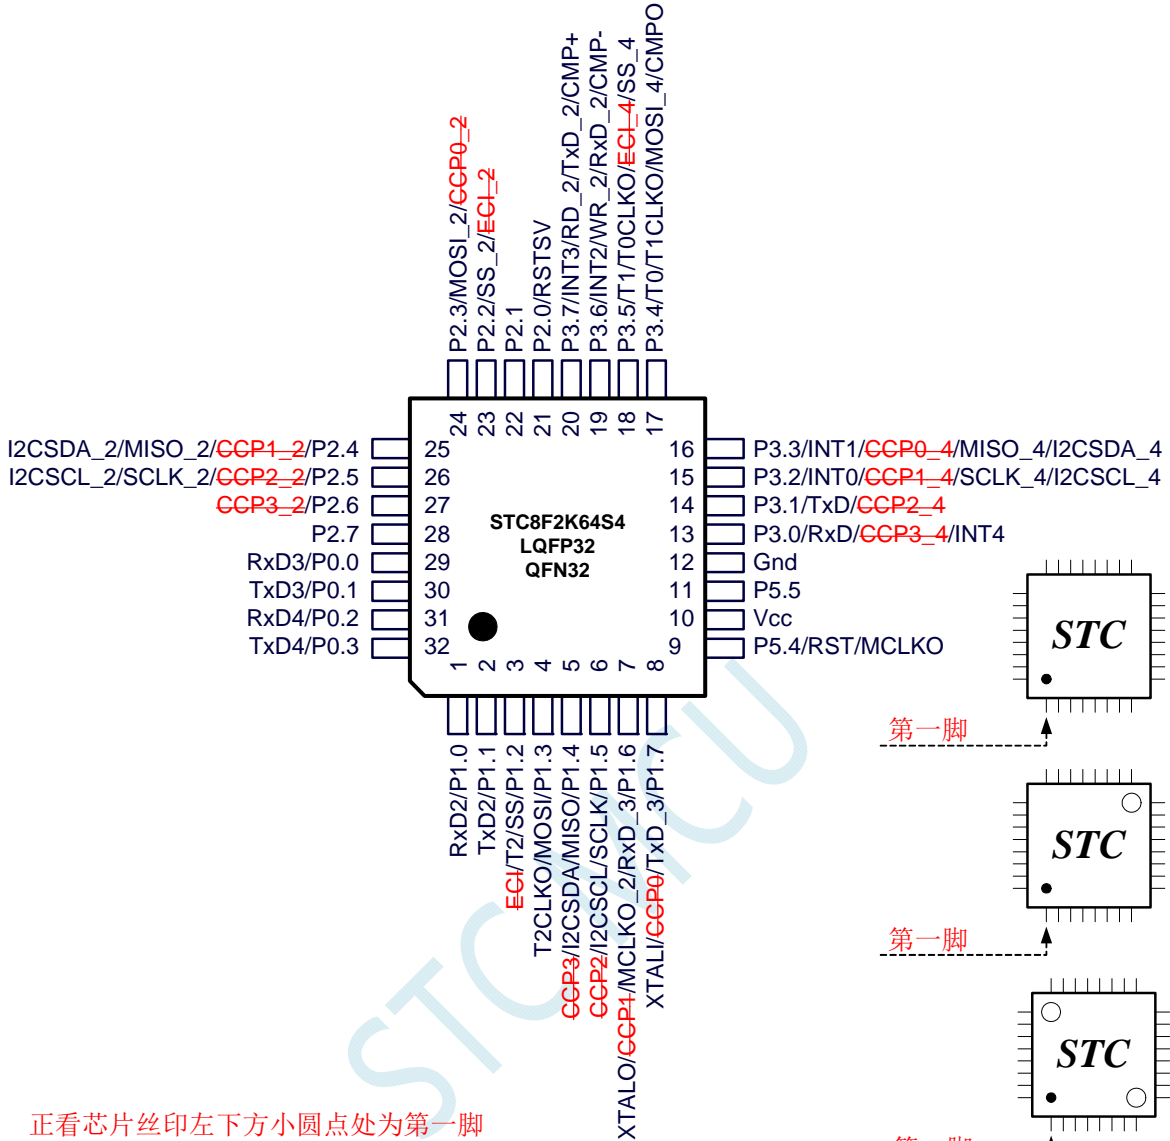 P2.3/MOSI_2/CCP0_2
P2.2/SS_2/ECI_2
P2.1
P2.0/RSTSV
P3.7/INT3/RD_2/TxD_2/CMP+
P3.6/INT2/WR_2/RxD_2/CMP-
P3.5/T1/T0CLKO/ECI_4/SS_4
P3.4/T0/T1CLKO/MOSI_4/CMPO
24 23 22 21 20 19 18 17
I2CSDA_2/MISO_2/CCP1_2/P2.4 25
I2CSCL_2/SCLK_2/CCP2_2/P2.5 26
CCP3_2/P2.6 27
P2.7 28
RxD3/P0.0 29
TxD3/P0.1 30
RxD4/P0.2 31
TxD4/P0.3 32
STC8F2K64S4
LQFP32
QFN32
16 P3.3/INT1/CCP0_4/MISO_4/I2CSDA_4
15 P3.2/INT0/CCP1_4/SCLK_4/I2CSCL_4
14 P3.1/TxD/CCP2_4
13 P3.0/RxD/CCP3_4/INT4
12 Gnd
11 P5.5
10 Vcc
9 P5.4/RST/MCLKO
1 2 3 4 5 6 7 8
RxD2/P1.0
TxD2/P1.1
ECI/T2/SS/P1.2
T2CLKO/MOSI/P1.3
CCP3/I2CSDA/MISO/P1.4
CCP2/I2CSCL/SCLK/P1.5
XTALO/CCP1/MCLKO_2/RxD_3/P1.6
XTALI/CCP0/TxD_3/P1.7
STC
第一脚
STC
第一脚
STC
第一脚
STC MCU
正看芯片丝印左下方小圆点处为第一脚